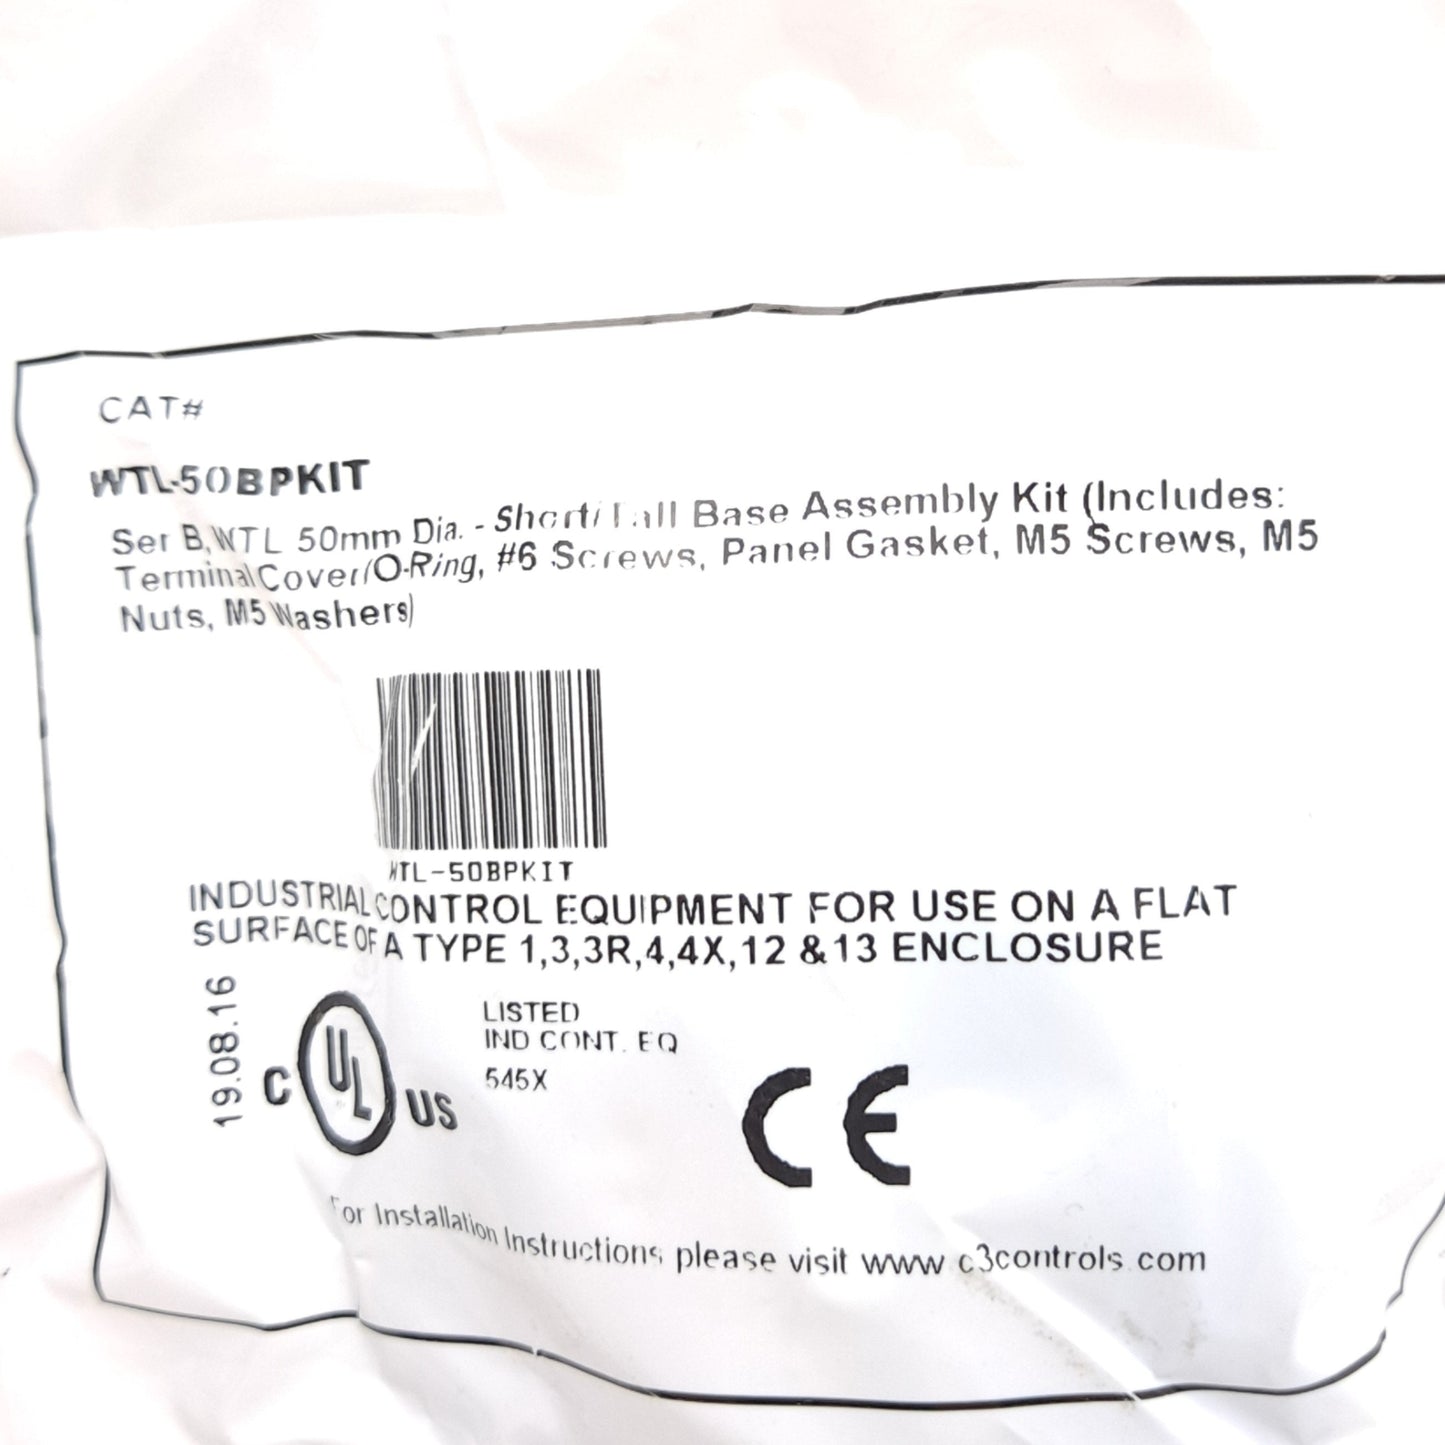 CAT#
WTL-50BPKIT
Ser B, WTL 50mm Dia. - Short/Tall Base Assembly Kit (Includes:
Terminal Cover/O-Ring, #6 Screws, Panel Gasket, M5 Screws, M5
Nuts, M5 Washers)
WTL-50BPKIT
INDUSTRIAL CONTROL EQUIPMENT FOR USE ON A FLAT
SURFACE OF A TYPE 1,3,3R,4,4X,12 & 13 ENCLOSURE
19.08.16
C UL US
LISTED
IND CONT. EQ
545X
CE
For Installation Instructions please visit www.c3controls.com